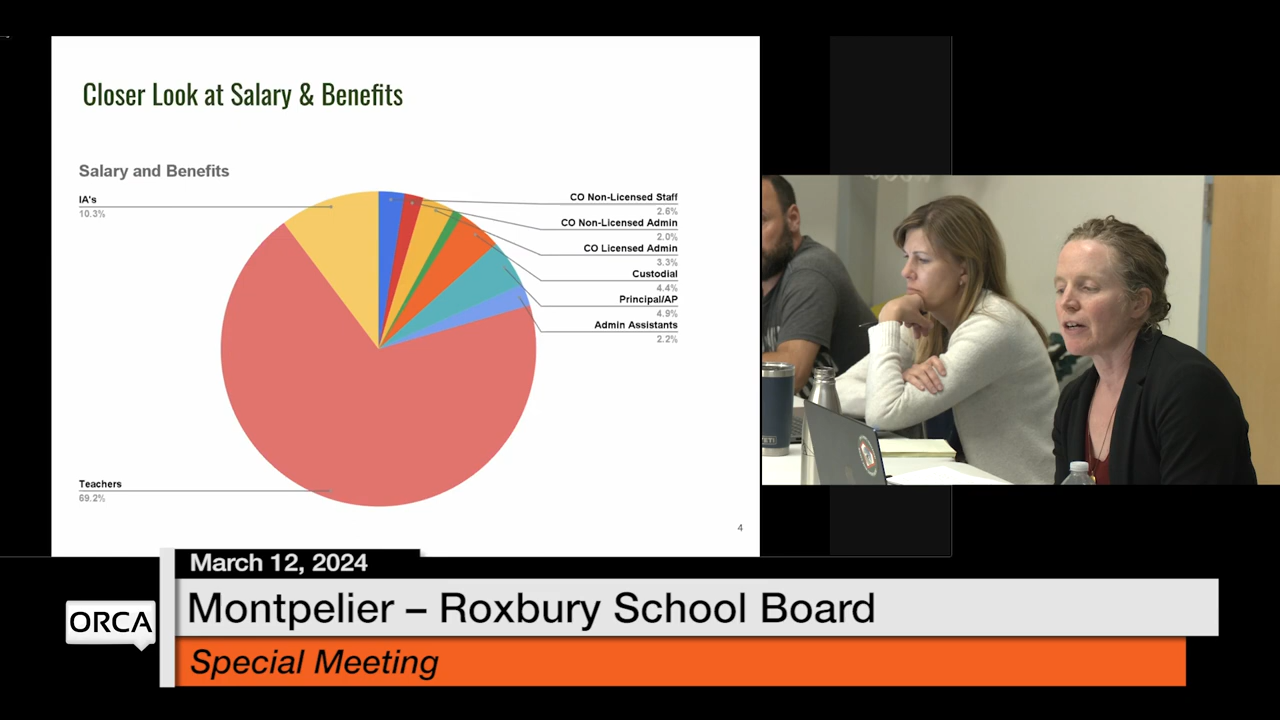 Closer Look at Salary & Benefits
Salary and Benefits
IA's
10.3%
CO Non-Licensed Staff
2.6%
CO Non-Licensed Admin
2.0%
CO Licensed Admin
3.3%
Custodial
4.4%
Principal/AP
4.9%
Admin Assistants
2.2%
Teachers
69.2%
4
YETI
March 12, 2024
ORCA
Montpelier – Roxbury School Board
Special Meeting